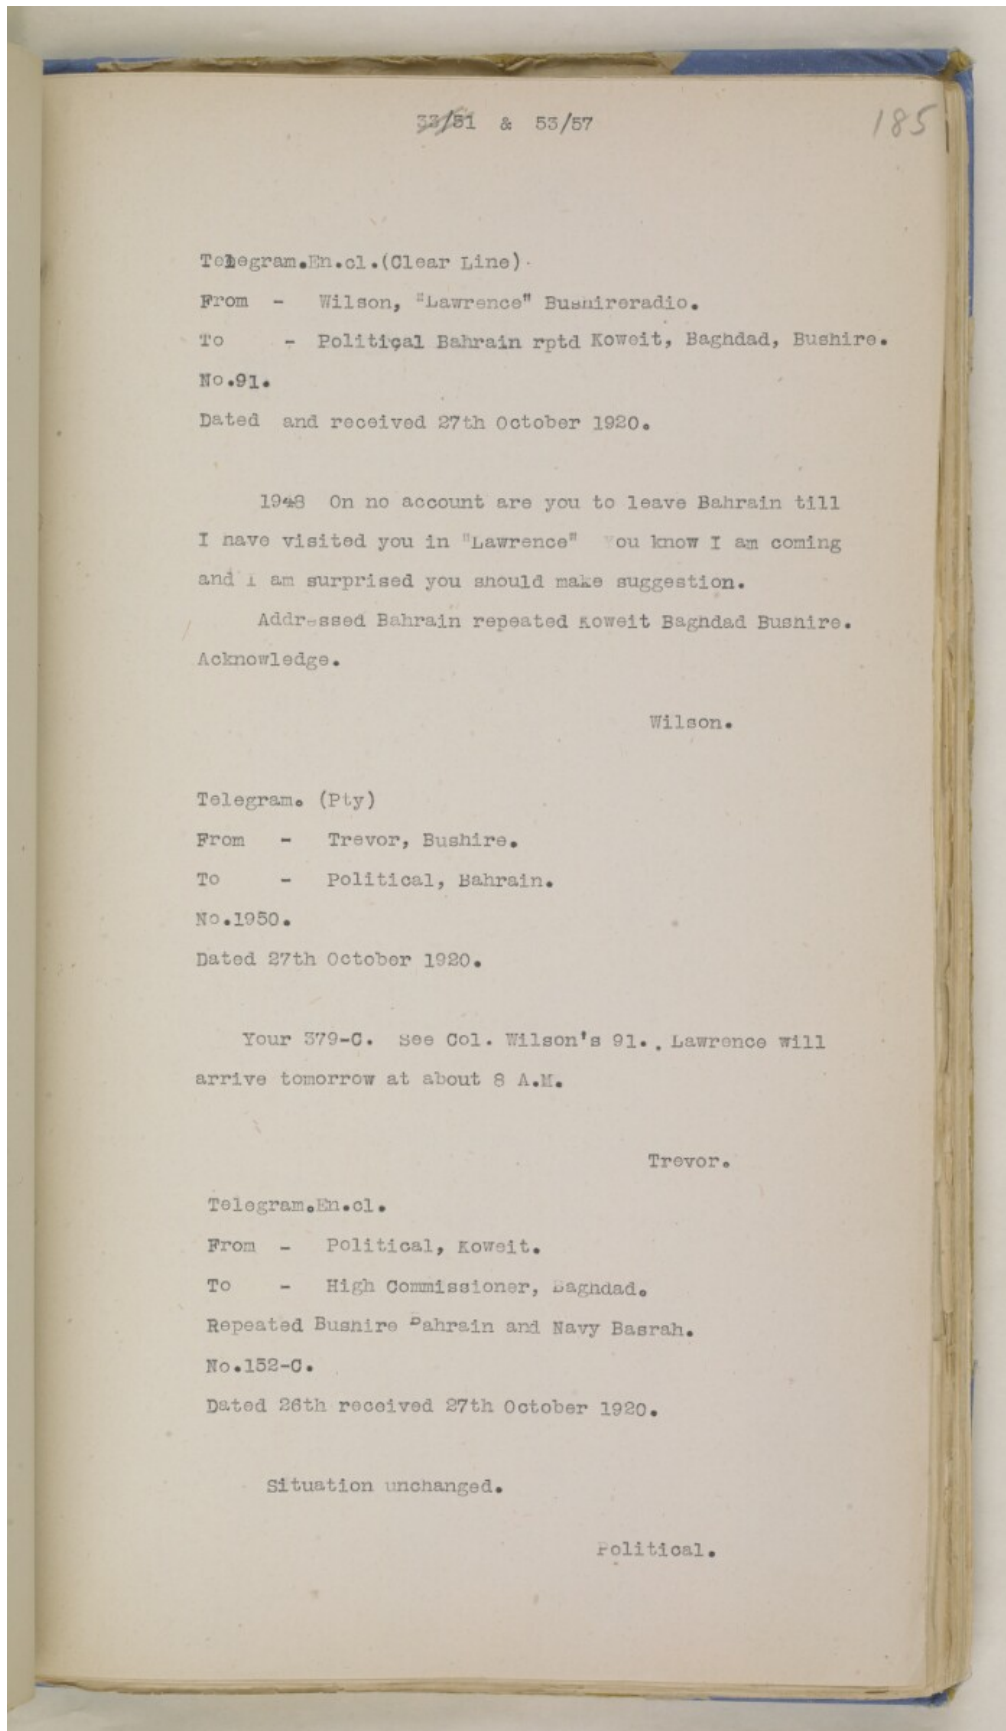 33/51 & 53/57
185
Telegram.En.cl.(Clear Line).
From - Wilson, "Lawrence" Bushireradio.
To - Political Bahrain rptd Koweit, Baghdad, Bushire.
No.91.
Dated and received 27th October 1920.
1948 On no account are you to leave Bahrain till
I have visited you in "Lawrence" You know I am coming
and I am surprised you should make suggestion.
Addressed Bahrain repeated Koweit Baghdad Bushire.
Acknowledge.
Wilson.
Telegram. (Pty)
From - Trevor, Bushire.
To - Political, Bahrain.
No.1950.
Dated 27th October 1920.
Your 379-C. See Col. Wilson's 91.. Lawrence will
arrive tomorrow at about 8 A.M.
Trevor.
Telegram.En.cl.
From - Political, Koweit.
To - High Commissioner, Baghdad.
Repeated Bushire Bahrain and Navy Basrah.
No.152-C.
Dated 26th received 27th October 1920.
Situation unchanged.
Political.